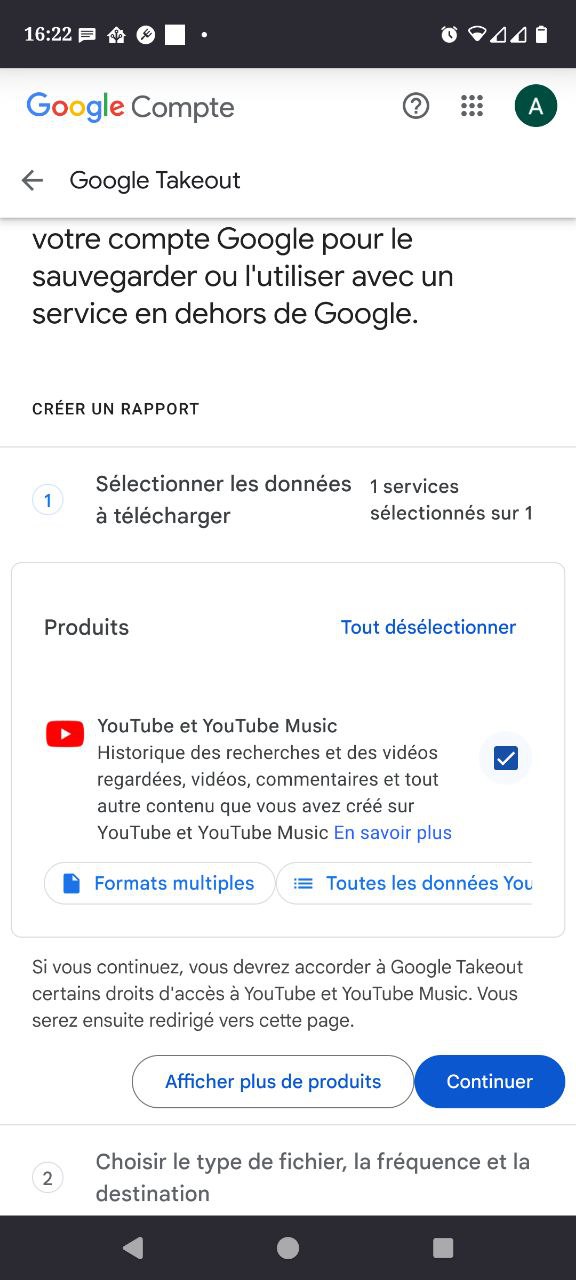 16:22
Google Compte
A
Google Takeout
votre compte Google pour le
sauvegarder ou l'utiliser avec un
service en dehors de Google.
CRÉER UN RAPPORT
1
Sélectionner les données
à télécharger
1 services
sélectionnés sur 1
Produits
Tout désélectionner
YouTube et YouTube Music
Historique des recherches et des vidéos
regardées, vidéos, commentaires et tout
autre contenu que vous avez créé sur
YouTube et YouTube Music En savoir plus
Formats multiples
Toutes les données You
Si vous continuez, vous devrez accorder à Google Takeout
certains droits d'accès à YouTube et YouTube Music. Vous
serez ensuite redirigé vers cette page.
Afficher plus de produits
Continuer
2
Choisir le type de fichier, la fréquence et la
destination